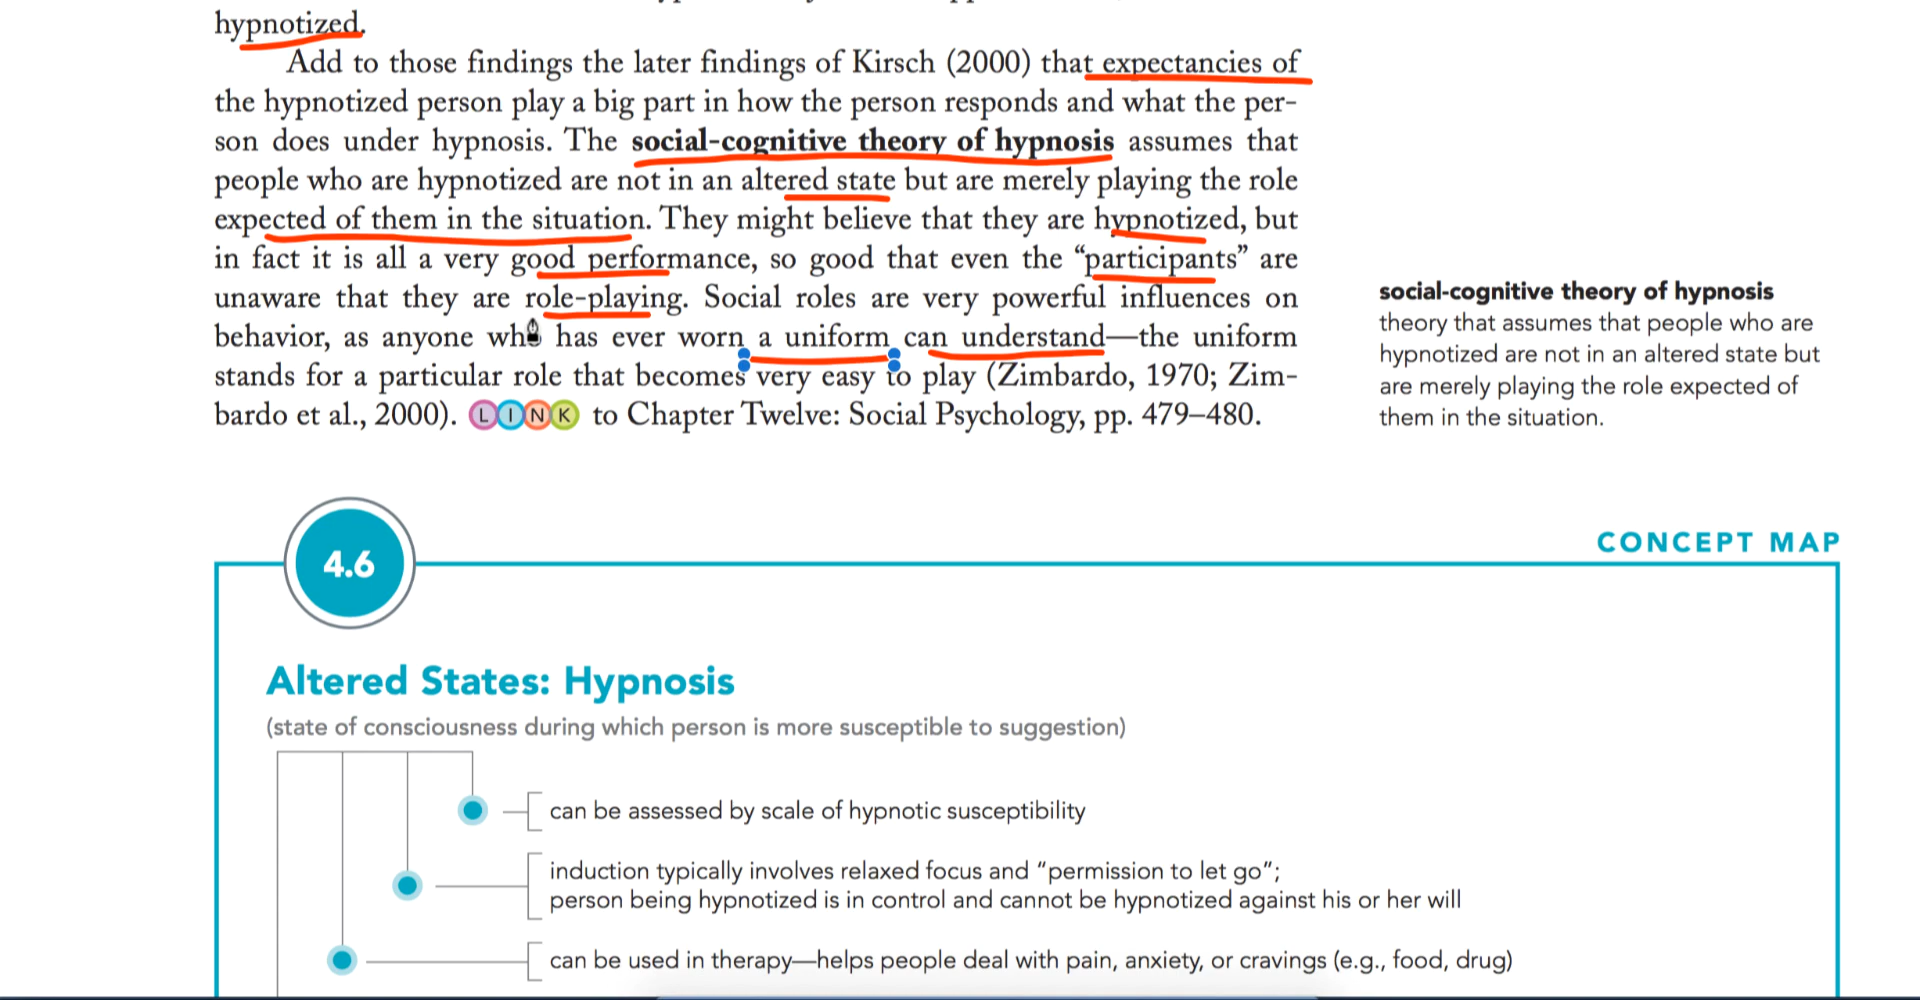 hypnotized.
Add to those findings the later findings of Kirsch (2000) that expectancies of
the hypnotized person play a big part in how the person responds and what the per-
son does under hypnosis. The social-cognitive theory of hypnosis assumes that
people who are hypnotized are not in an altered state but are merely playing the role
expected of them in the situation. They might believe that they are hypnotized, but
in fact it is all a very good performance, so good that even the “participants” are
unaware that they are role-playing. Social roles are very powerful influences on
behavior, as anyone who has ever worn a uniform can understand—the uniform
stands for a particular role that becomes very easy to play (Zimbardo, 1970; Zim-
bardo et al., 2000). LINK to Chapter Twelve: Social Psychology, pp. 479–480.
social-cognitive theory of hypnosis
theory that assumes that people who are
hypnotized are not in an altered state but
are merely playing the role expected of
them in the situation.
CONCEPT MAP
4.6
Altered States: Hypnosis
(state of consciousness during which person is more susceptible to suggestion)
can be assessed by scale of hypnotic susceptibility
induction typically involves relaxed focus and “permission to let go”;
person being hypnotized is in control and cannot be hypnotized against his or her will
can be used in therapy—helps people deal with pain, anxiety, or cravings (e.g., food, drug)